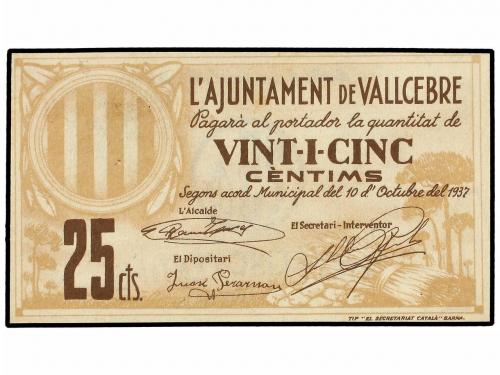 L'AJUNTAMENT DE VALLCEBRE
Pagarà al portador la quantitat de
VINT-I-CINC
CÈNTIMS
Segons acord Municipal del 10 d'Octubre del 1937
L'Alcalde
El Secretari-Interventor
El Dipositari
25 cts.
TIP "EL SECRETARIAT CATALÀ" BARNA.